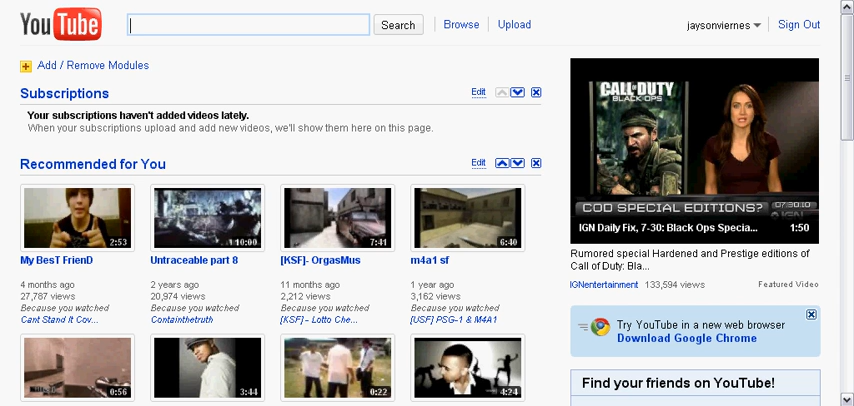 YouTube
Search
Browse
Upload
jaysonviernes
Sign Out
Add / Remove Modules
Subscriptions
Edit
Your subscriptions haven't added videos lately.
When your subscriptions upload and add new videos, we'll show them here on this page.
Recommended for You
Edit
2:53
1:10:00
7:41
6:40
My BesT FrienD
Untraceable part 8
[KSF]- OrgasMus
m4a1 sf
4 months ago
2 years ago
11 months ago
1 year ago
27,787 views
20,974 views
2,212 views
3,162 views
Because you watched
Because you watched
Because you watched
Because you watched
Cant Stand It Cov...
Containthetruth
[KSF] - Lotto Che...
[USF] PSG-1 & M4A1
0:56
3:44
0:22
4:24
CALL OF DUTY
BLACK OPS
COD SPECIAL EDITIONS?
07.30.10
IGN
IGN Daily Fix, 7-30: Black Ops Specia...
1:50
Rumored special Hardened and Prestige editions of
Call of Duty: Bla...
IGNentertainment
133,594 views
Featured Video
Try YouTube in a new web browser
Download Google Chrome
Find your friends on YouTube!